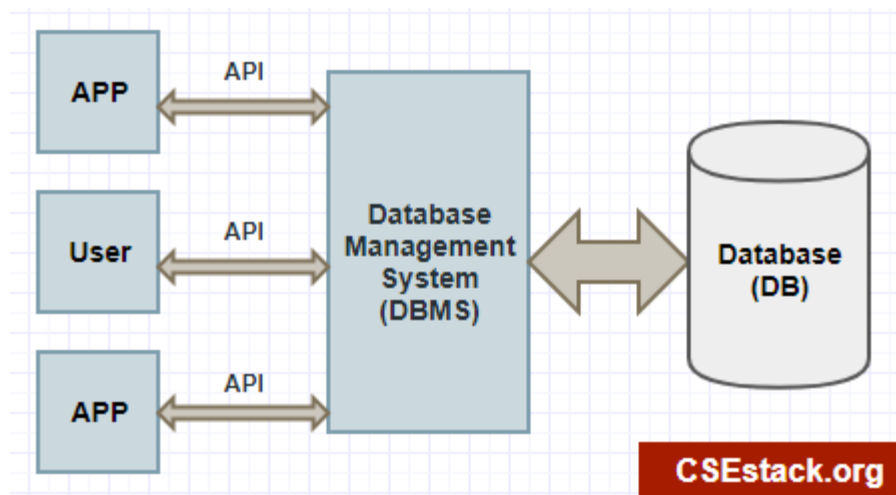 APP
API
User
API
APP
API
Database
Management
System
(DBMS)
Database
(DB)
CSEstack.org